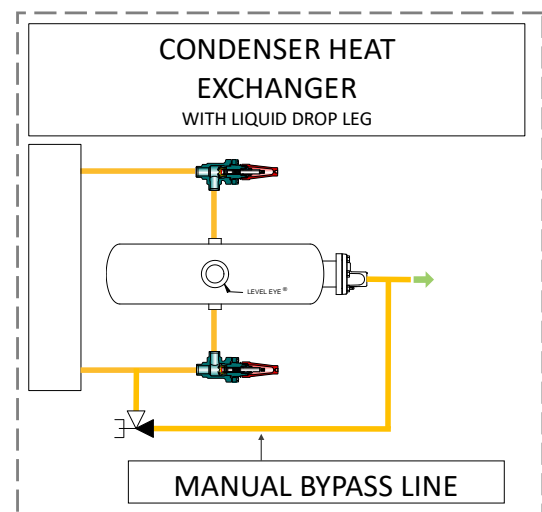 CONDENSER HEAT
EXCHANGER
WITH LIQUID DROP LEG
LEVEL EYE ®
MANUAL BYPASS LINE